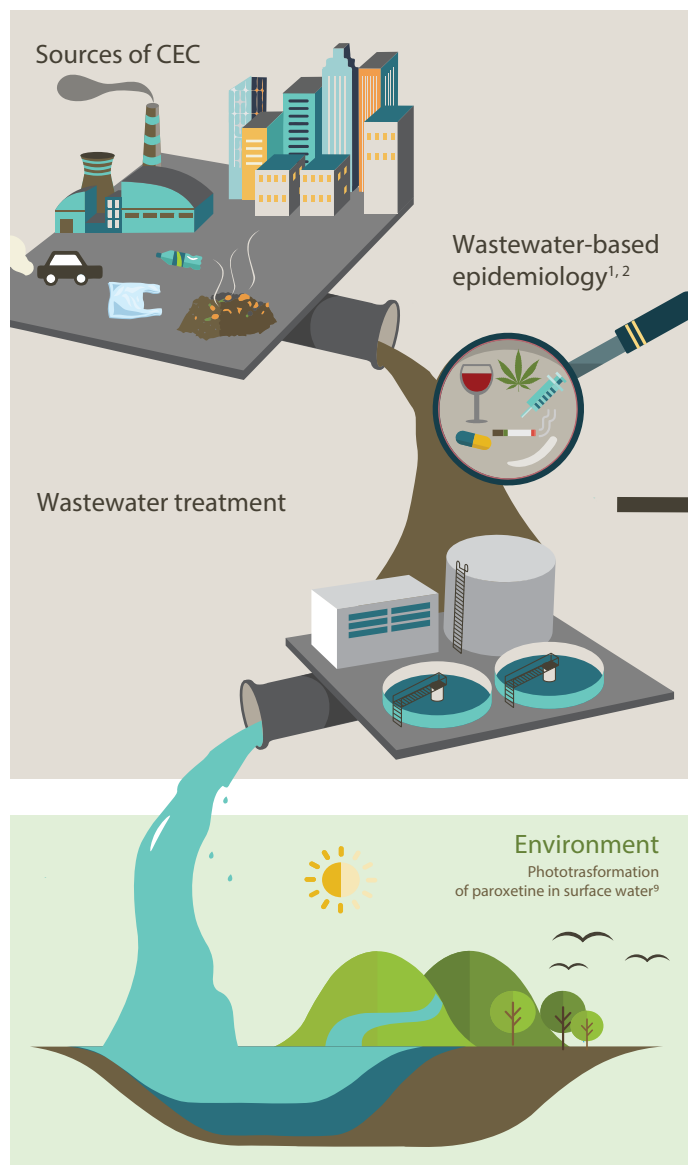 Sources of CEC
Wastewater-based
epidemiology1, 2
Wastewater treatment
Environment
Phototrasformation
of paroxetine in surface water9